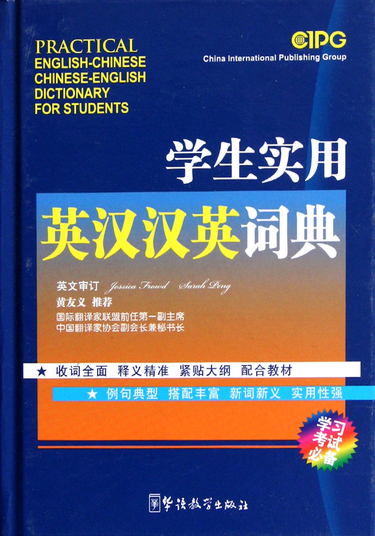 PRACTICAL
ENGLISH-CHINESE
CHINESE-ENGLISH
DICTIONARY
FOR STUDENTS
CIPG
China International Publishing Group
学生实用
英汉汉英词典
英文审订 Jessica Frowd Sarah Peng
黄友义 推荐
国际翻译家联盟前任第一副主席
中国翻译家协会副会长兼秘书长
★ 收词全面 释义精准 紧贴大纲 配合教材
★ 例句典型 搭配丰富 新词新义 实用性强
学习
考试
必备
华语教学出版社